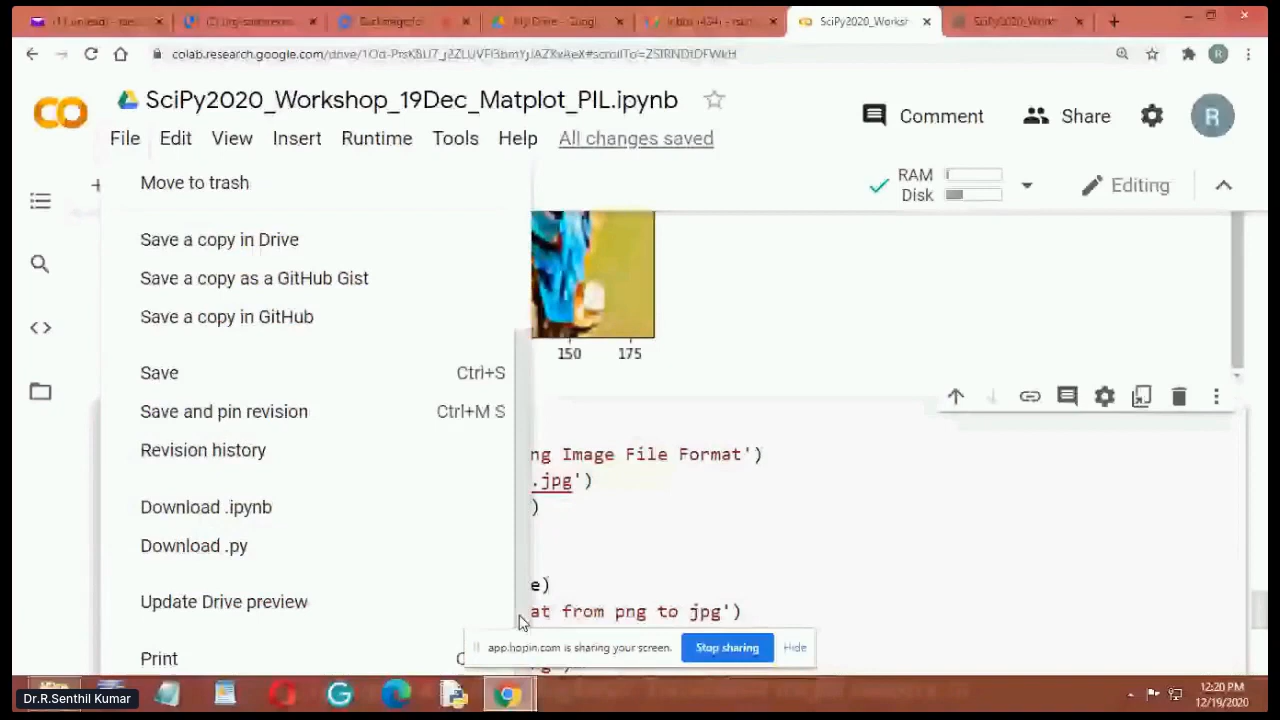 My Drive - Google
SciPy2020_Worksh
SciPy2020_Work
SciPy2020_Workshop_19Dec_Matplot_PIL.ipynb
Comment
Share
R
File Edit View Insert Runtime Tools Help All changes saved
RAM
Disk
Editing
Move to trash
Save a copy in Drive
Save a copy as a GitHub Gist
Save a copy in GitHub
150 175
Save Ctrl+S
Save and pin revision Ctrl+M S
Revision history
ng Image File Format')
.jpg')
)
Download .ipynb
Download .py
e)
Update Drive preview
at from png to jpg')
app.hopin.com is sharing your screen. Stop sharing Hide
Print
Dr.R.Senthil Kumar
12:20 PM
12/19/2020